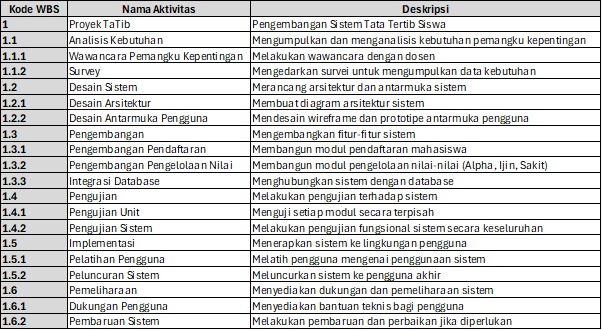 Kode WBS Nama Aktivitas Deskripsi
1 Proyek TaTib Pengembangan Sistem Tata Tertib Siswa
1.1 Analisis Kebutuhan Mengumpulkan dan menganalisis kebutuhan pemangku kepentingan
1.1.1 Wawancara Pemangku Kepentingan Melakukan wawancara dengan dosen
1.1.2 Survey Mengedarkan survei untuk mengumpulkan data kebutuhan
1.2 Desain Sistem Merancang arsitektur dan antarmuka sistem
1.2.1 Desain Arsitektur Membuat diagram arsitektur sistem
1.2.2 Desain Antarmuka Pengguna Mendesain wireframe dan prototipe antarmuka pengguna
1.3 Pengembangan Mengembangkan fitur-fitur sistem
1.3.1 Pengembangan Pendaftaran Membangun modul pendaftaran mahasiswa
1.3.2 Pengembangan Pengelolaan Nilai Membangun modul pengelolaan nilai-nilai (Alpha, Ijin, Sakit)
1.3.3 Integrasi Database Menghubungkan sistem dengan database
1.4 Pengujian Melakukan pengujian terhadap sistem
1.4.1 Pengujian Unit Menguji setiap modul secara terpisah
1.4.2 Pengujian Sistem Melakukan pengujian fungsional sistem secara keseluruhan
1.5 Implementasi Menerapkan sistem ke lingkungan pengguna
1.5.1 Pelatihan Pengguna Melatih pengguna mengenai penggunaan sistem
1.5.2 Peluncuran Sistem Meluncurkan sistem ke pengguna akhir
1.6 Pemeliharaan Menyediakan dukungan dan pemeliharaan sistem
1.6.1 Dukungan Pengguna Menyediakan bantuan teknis bagi pengguna
1.6.2 Pembaruan Sistem Melakukan pembaruan dan perbaikan jika diperlukan